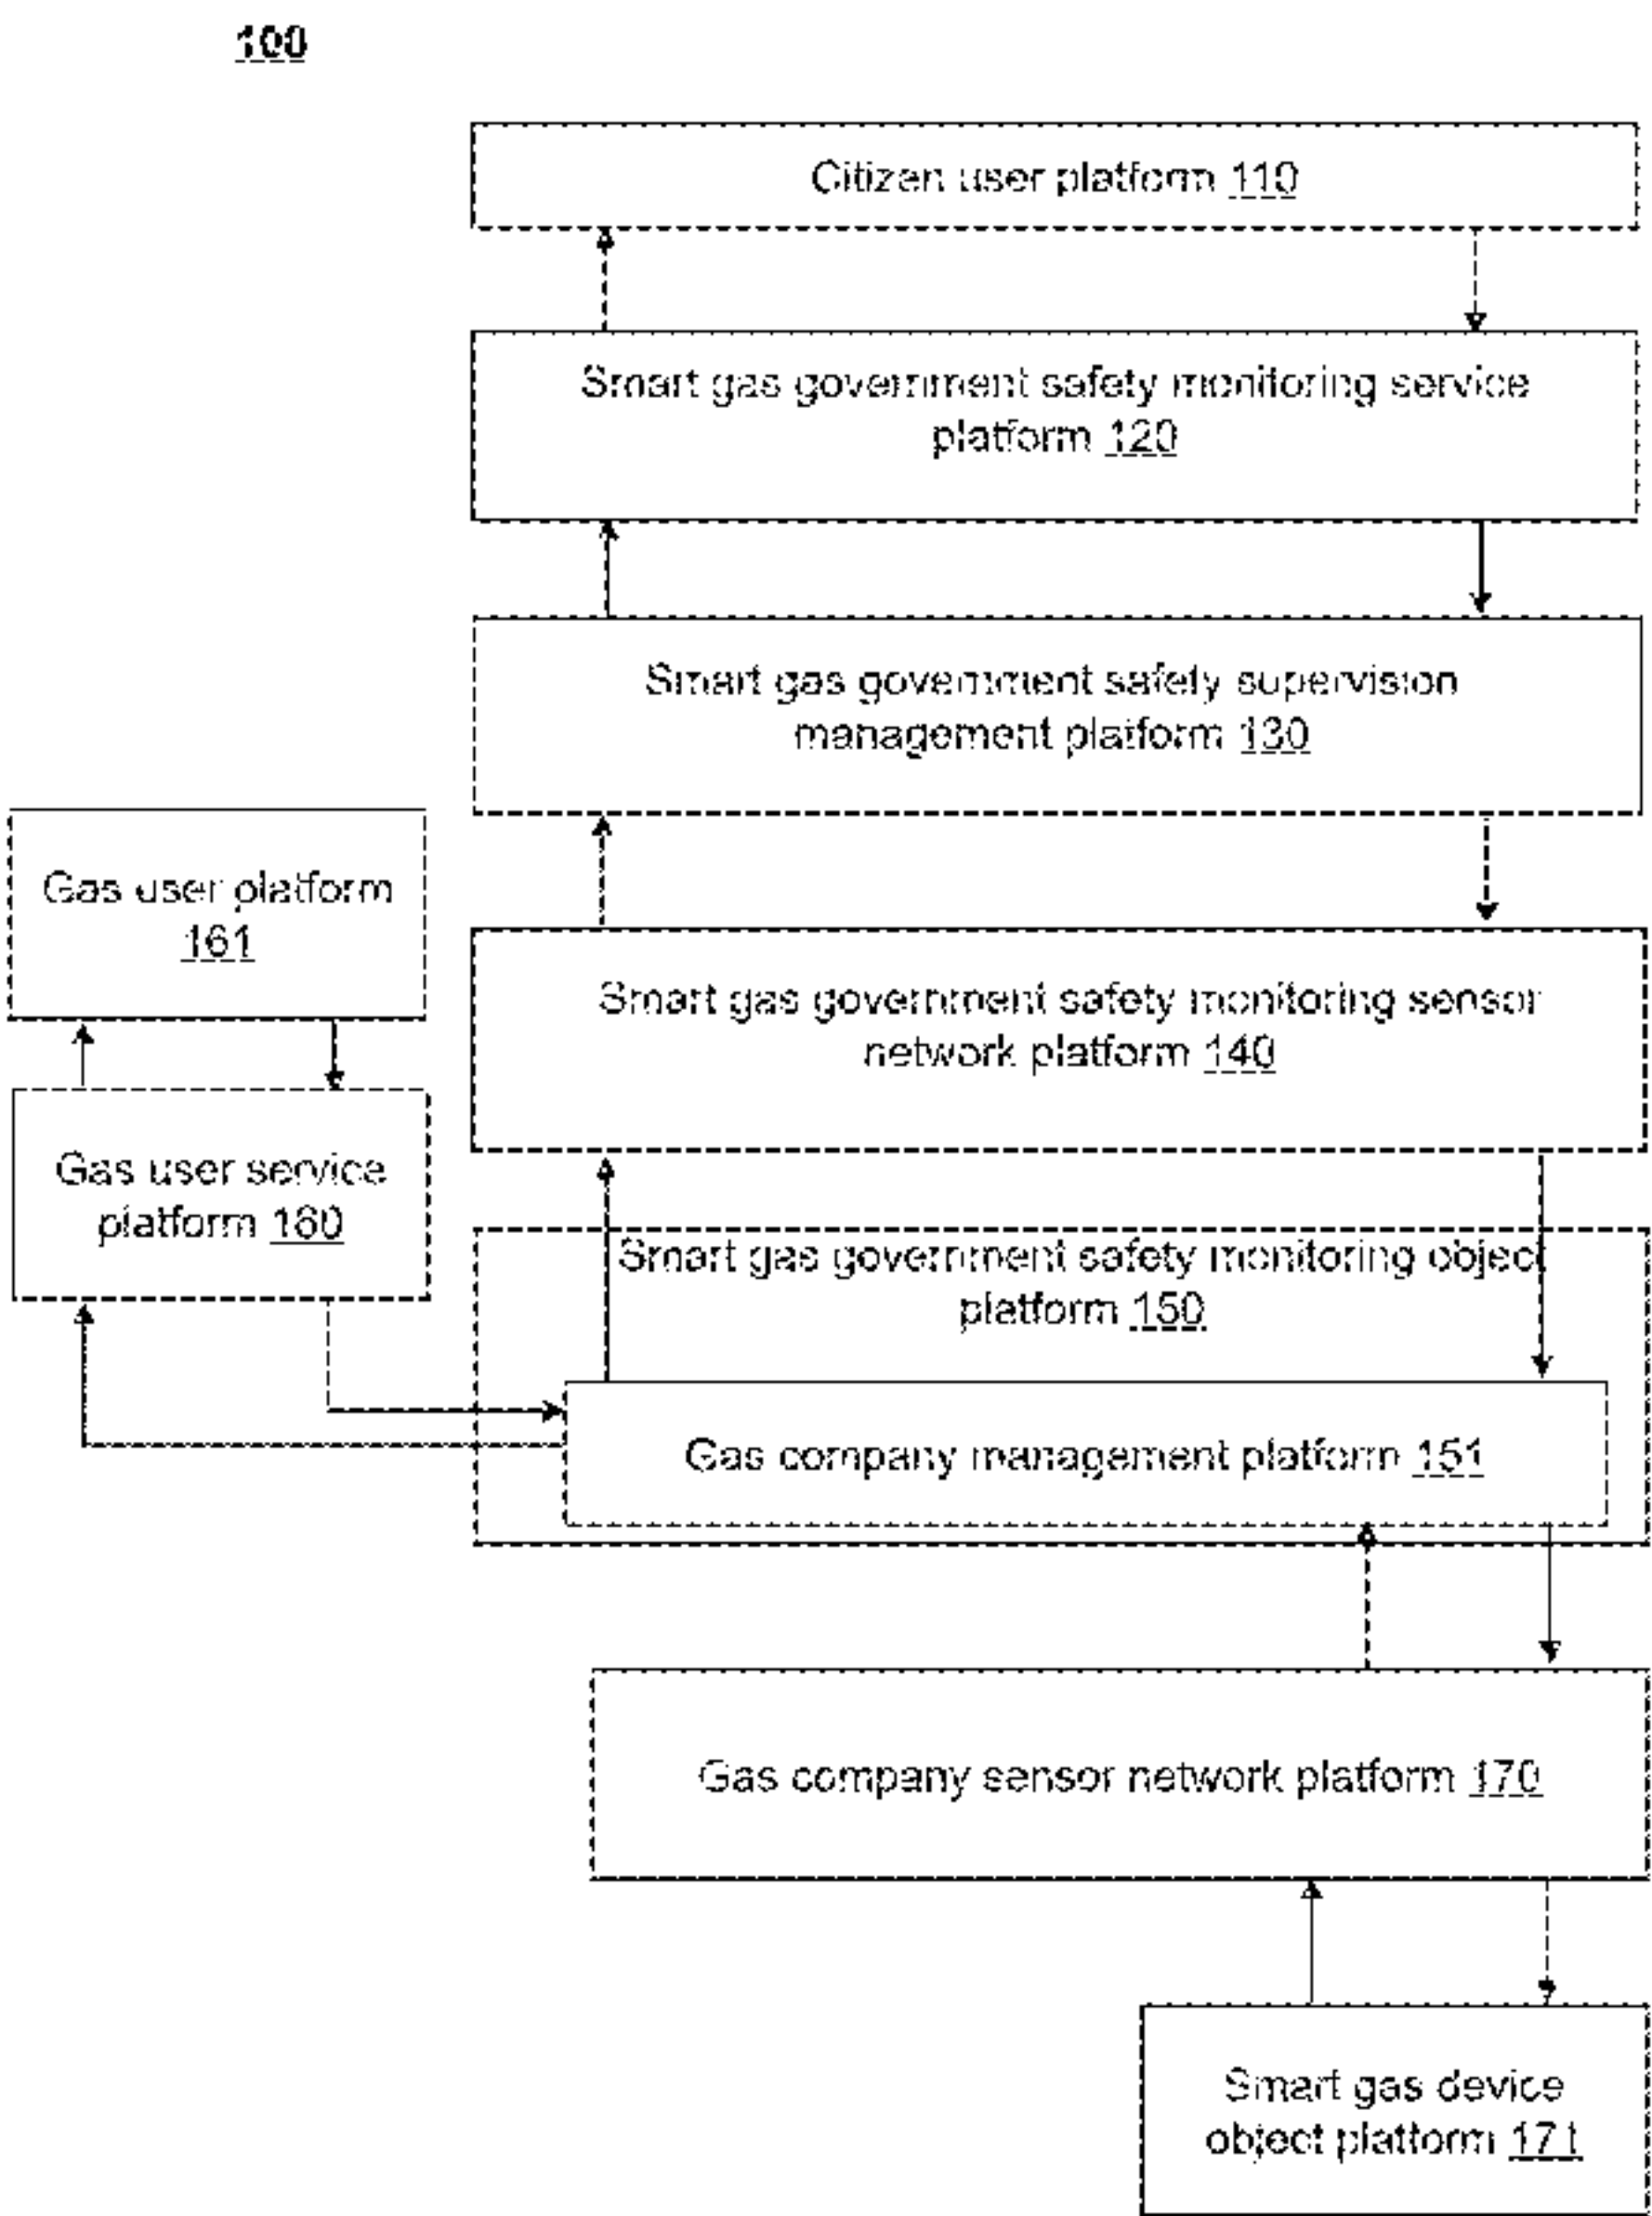 100
Citizen user platform 110
Smart gas government safety monitoring service
platform 120
Smart gas government safety supervision
management platform 130
Gas user platform
161
Smart gas government safety monitoring sensor
network platform 140
Gas user service
platform 160
Smart gas government safety monitoring object
platform 150
Gas company management platform 151
Gas company sensor network platform 170
Smart gas device
object platform 171